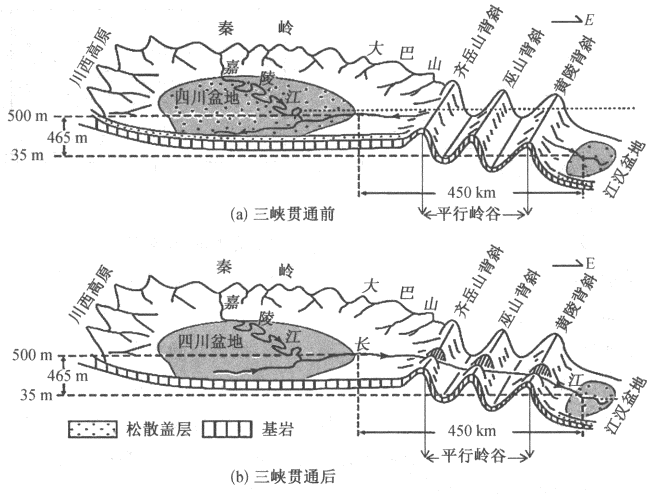 秦 岭
E
川西高原
大 巴 山
齐岳山背斜
巫山背斜
黄陵背斜
嘉 陵 江
四川盆地
500 m
465 m
35 m
江汉盆地
450 km
平行岭谷
(a) 三峡贯通前
秦 岭
E
川西高原
大 巴 山
齐岳山背斜
巫山背斜
黄陵背斜
嘉 陵 江
四川盆地
长 江
500 m
465 m
35 m
江汉盆地
松散盖层
基岩
450 km
平行岭谷
(b) 三峡贯通后